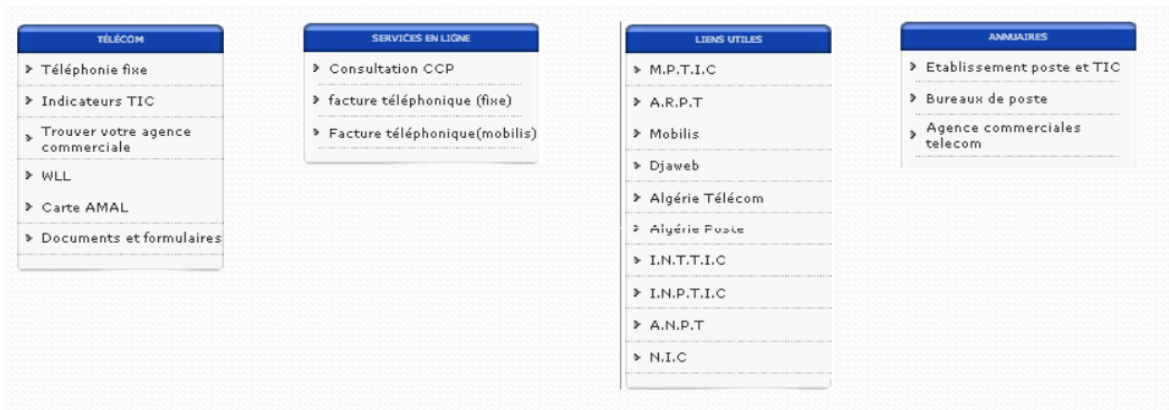 TÉLÉCOM
Téléphonie fixe
Indicateurs TIC
Trouver votre agence
commerciale
WLL
Carte AMAL
Documents et formulaires
SERVICES EN LIGNE
Consultation CCP
facture téléphonique (fixe)
Facture téléphonique(mobilis)
LIENS UTILES
M.P.T.I.C
A.R.P.T
Mobilis
Djaweb
Algérie Télécom
Algérie Poste
I.N.T.T.I.C
I.N.P.T.I.C
A.N.P.T
N.I.C
ANNUAIRES
Etablissement poste et TIC
Bureaux de poste
Agence commerciales
telecom